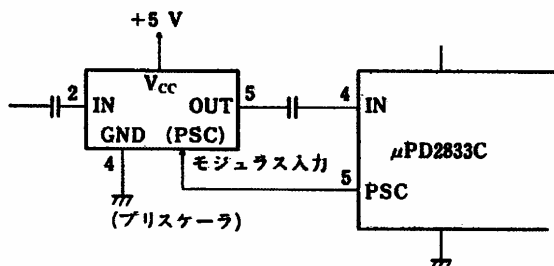 +5 V
VCC
2
IN
OUT
5
4
IN
GND
(PSC)
μPD2833C
4
モジュラス入力
5
PSC
(プリスケーラ)